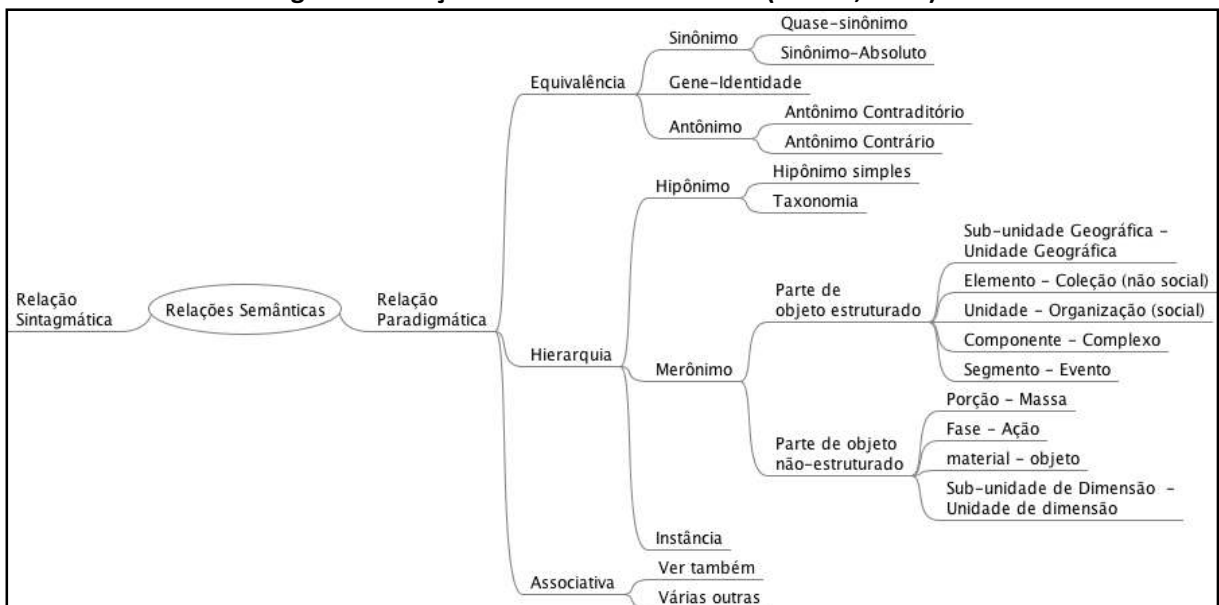 Quase-sinônimo
Sinônimo
Sinônimo-Absoluto
Equivalência
Gene-Identidade
Antônimo Contraditório
Antônimo
Antônimo Contrário
Hipônimo simples
Hipônimo
Taxonomia
Sub-unidade Geográfica -
Unidade Geográfica
Elemento - Coleção (não social)
Parte de
objeto estruturado
Unidade - Organização (social)
Componente - Complexo
Segmento - Evento
Relação
Sintagmática
Relações Semânticas
Relação
Paradigmática
Hierarquia
Merônimo
Porção - Massa
Fase - Ação
Parte de objeto
não-estruturado
material - objeto
Sub-unidade de Dimensão -
Unidade de dimensão
Instância
Ver também
Associativa
Várias outras